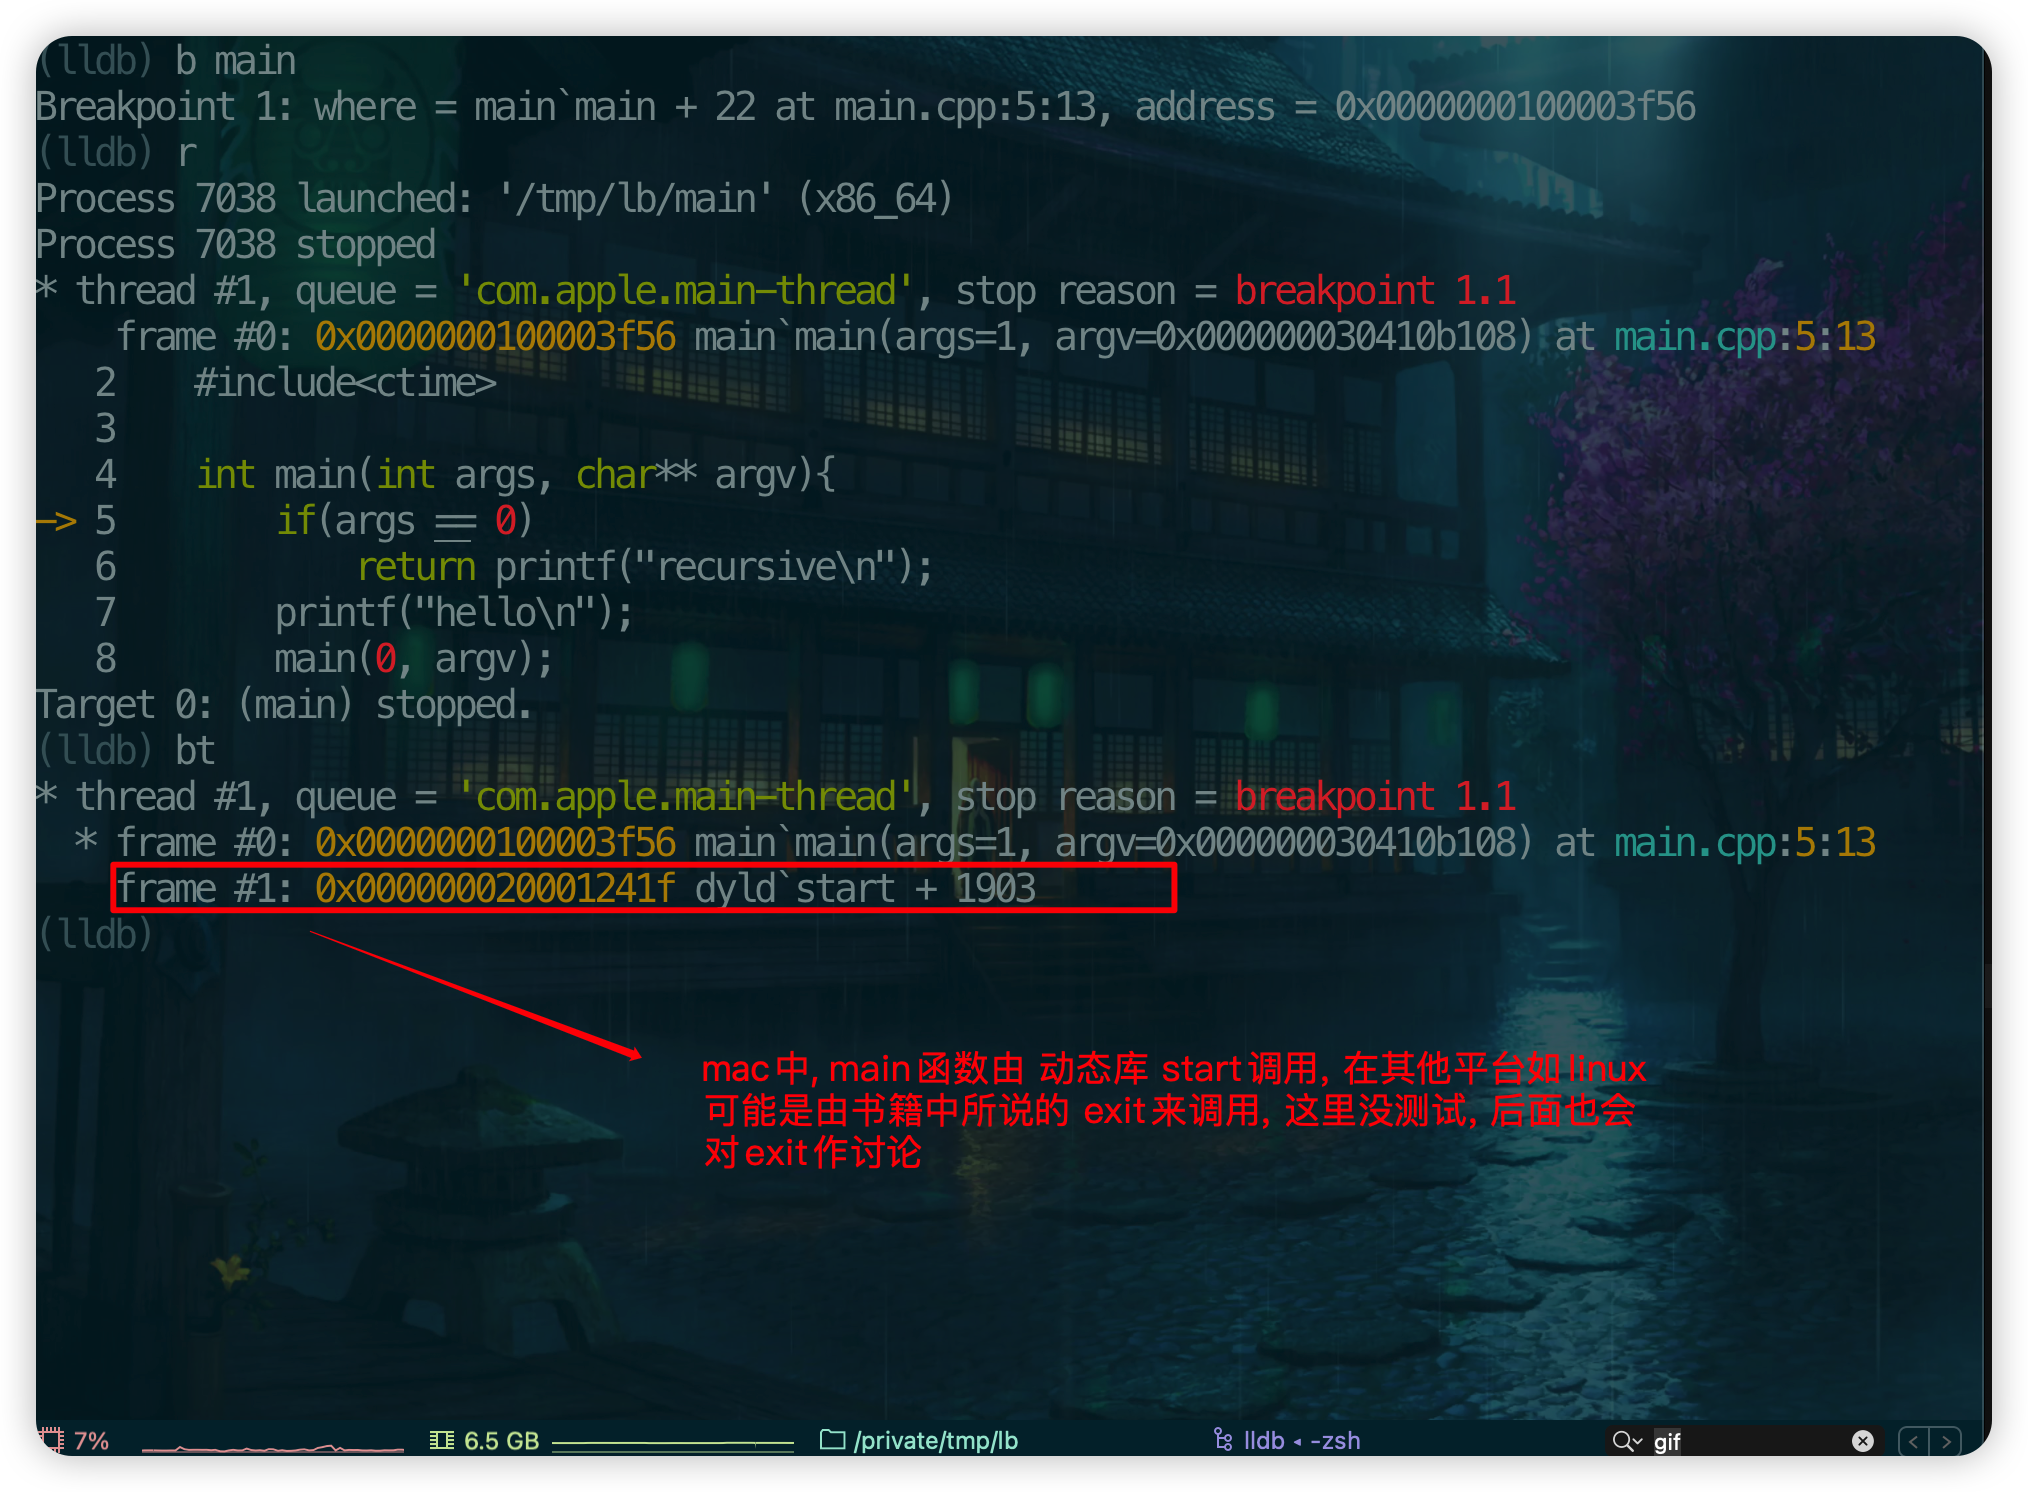 (lldb) b main
Breakpoint 1: where = main`main + 22 at main.cpp:5:13, address = 0x0000000100003f56
(lldb) r
Process 7038 launched: '/tmp/lb/main' (x86_64)
Process 7038 stopped
* thread #1, queue = 'com.apple.main-thread', stop reason = breakpoint 1.1
    frame #0: 0x0000000100003f56 main`main(args=1, argv=0x000000030410b108) at main.cpp:5:13
   2    #include<ctime>
   3
   4    int main(int args, char** argv){
-> 5        if(args == 0)
   6            return printf("recursive\n");
   7        printf("hello\n");
   8        main(0, argv);
Target 0: (main) stopped.
(lldb) bt
* thread #1, queue = 'com.apple.main-thread', stop reason = breakpoint 1.1
  * frame #0: 0x0000000100003f56 main`main(args=1, argv=0x000000030410b108) at main.cpp:5:13
    frame #1: 0x000000020001241f dyld`start + 1903
(lldb)
mac中, main函数由 动态库 start调用, 在其他平台如linux
可能是由书籍中所说的 exit来调用, 这里没测试, 后面也会
对exit作讨论
7% 6.5 GB /private/tmp/lb lldb ◂ -zsh gif